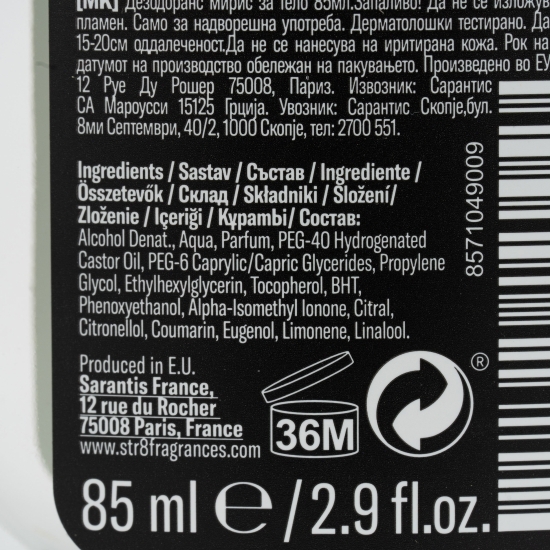 [МК] Дезодоранс мирис за тело 85мл.Запаливо! Да не се изложув
пламен. Само за надворешна употреба. Дерматолошки тестирано. Да
15-20см оддалеченост.Да не се нанесува на иритирана кожа. Рок на
датумот на производство обележан на пакувањето. Произведено во ЕУ
12 Руе Ду Рошер 75008, Париз. Извозник: Сарантис
СА Мароусси 15125 Грција. Увозник: Сарантис Скопје,бул.
8ми Септември, 40/2, 1000 Скопје, тел: 2700 551.
Ingredients / Sastav / Състав / Ingrediente /
Összetevők / Склад / Składniki / Složení/
Zloženie / İçeriği / Құрамы/ Состав:
Alcohol Denat., Aqua, Parfum, PEG-40 Hydrogenated
Castor Oil, PEG-6 Caprylic/Capric Glycerides, Propylene
Glycol, Ethylhexylglycerin, Tocopherol, BHT,
Phenoxyethanol, Alpha-Isomethyl Ionone, Citral,
Citronellol, Coumarin, Eugenol, Limonene, Linalool.
Produced in E.U.
Sarantis France,
12 rue du Rocher
75008 Paris, France
www.str8fragrances.com
36M
®
85 ml ℮ / 2.9 fl.oz.
8571049009